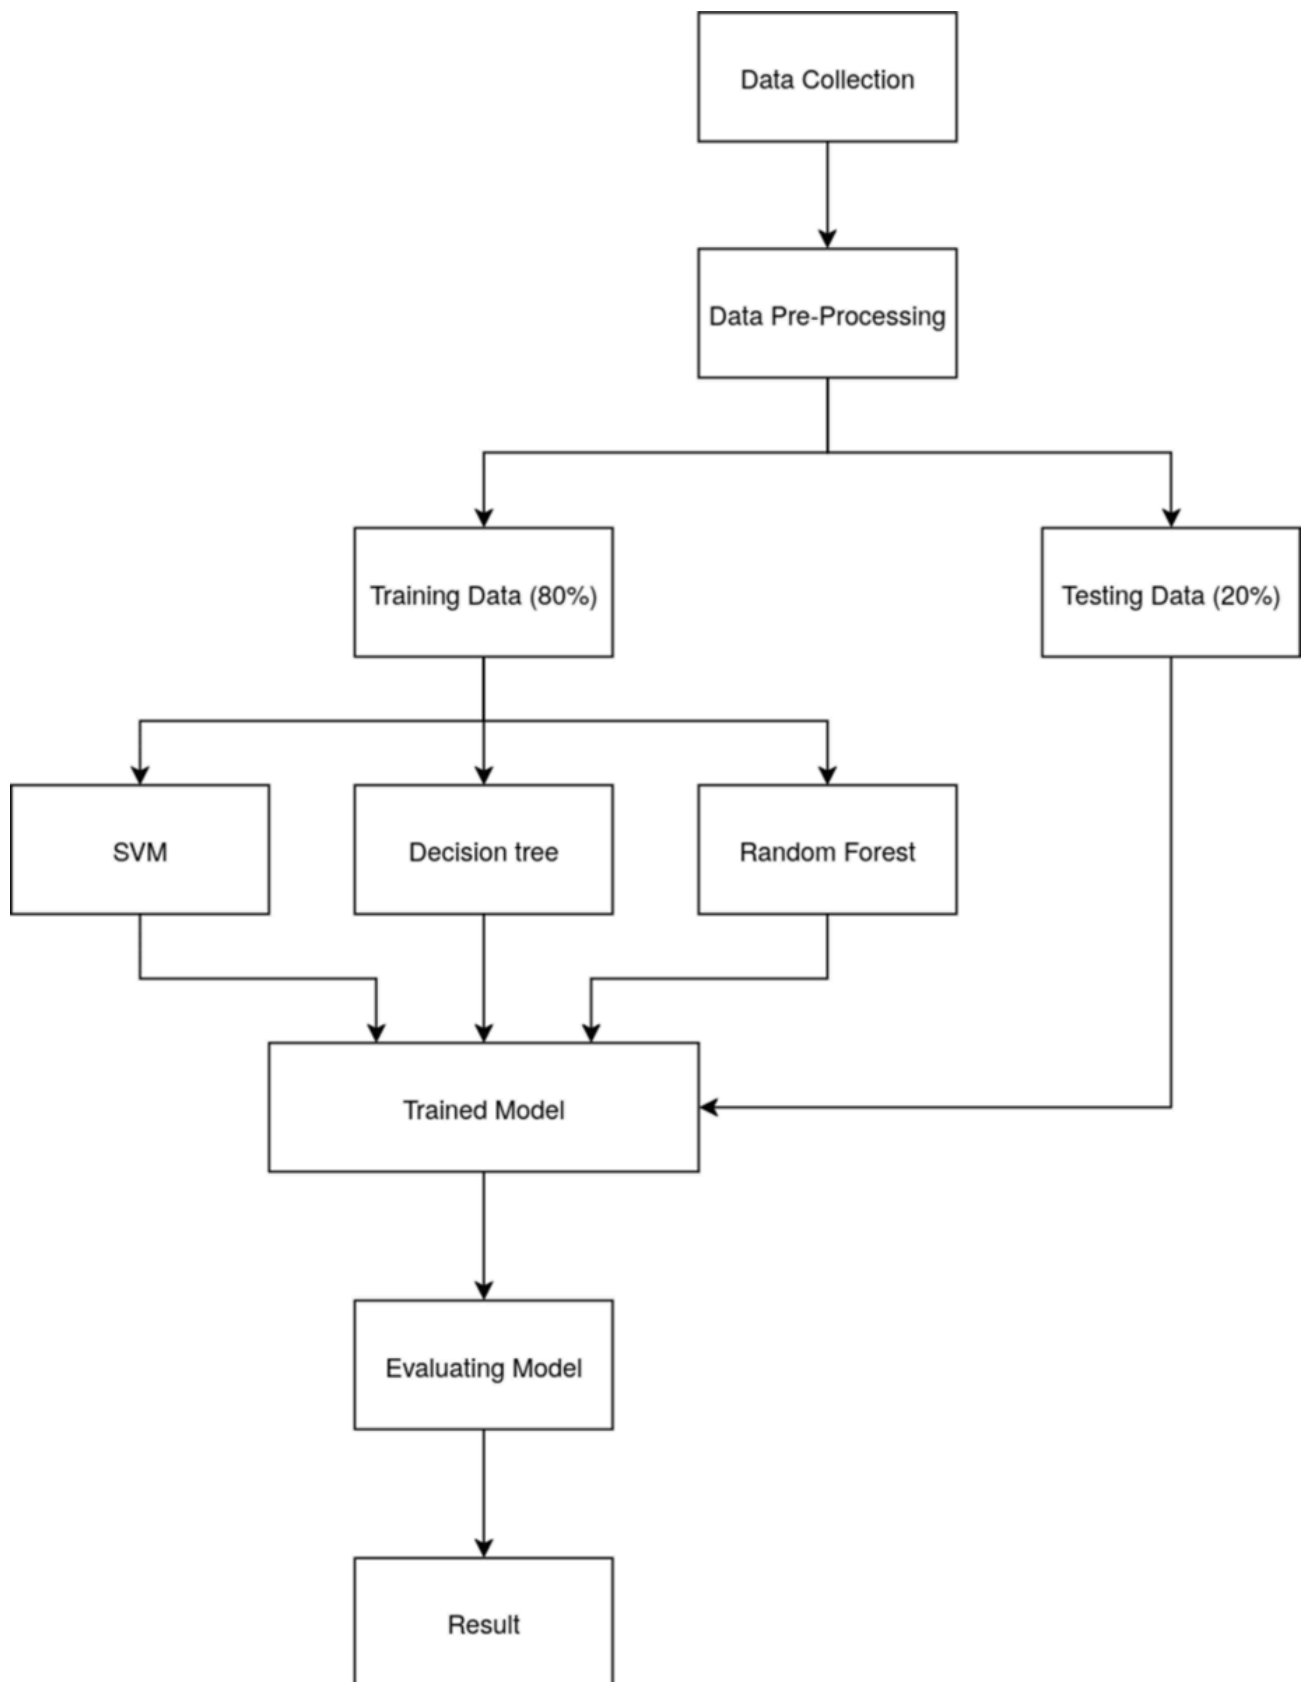 Data Collection
Data Pre-Processing
Training Data (80%)
Testing Data (20%)
SVM
Decision tree
Random Forest
Trained Model
Evaluating Model
Result